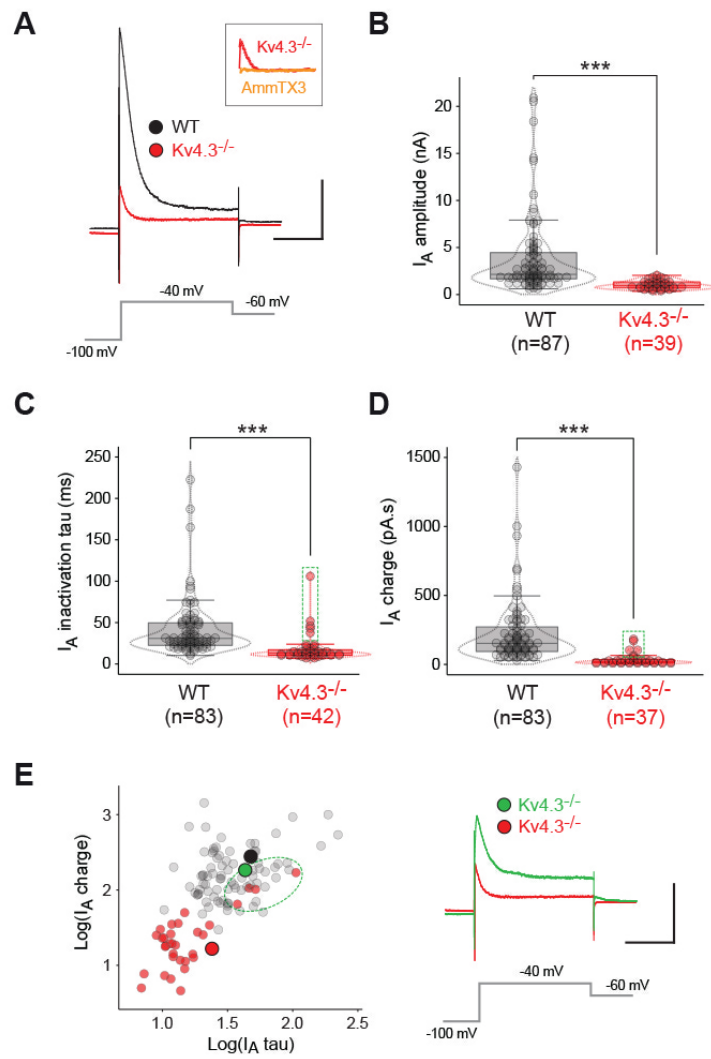 A
Kv4.3-/-
AmmTX3
WT
Kv4.3-/-
-40 mV
-60 mV
-100 mV
B
***
20
15
10
5
0
IA amplitude (nA)
WT
(n=87)
Kv4.3-/-
(n=39)
C
***
250
200
150
100
50
0
IA inactivation tau (ms)
WT
(n=83)
Kv4.3-/-
(n=42)
D
***
1500
1000
500
0
IA charge (pA.s)
WT
(n=83)
Kv4.3-/-
(n=37)
E
3
2
1
Log(IA charge)
1.0 1.5 2.0 2.5
Log(IA tau)
Kv4.3-/-
Kv4.3-/-
-40 mV
-60 mV
-100 mV